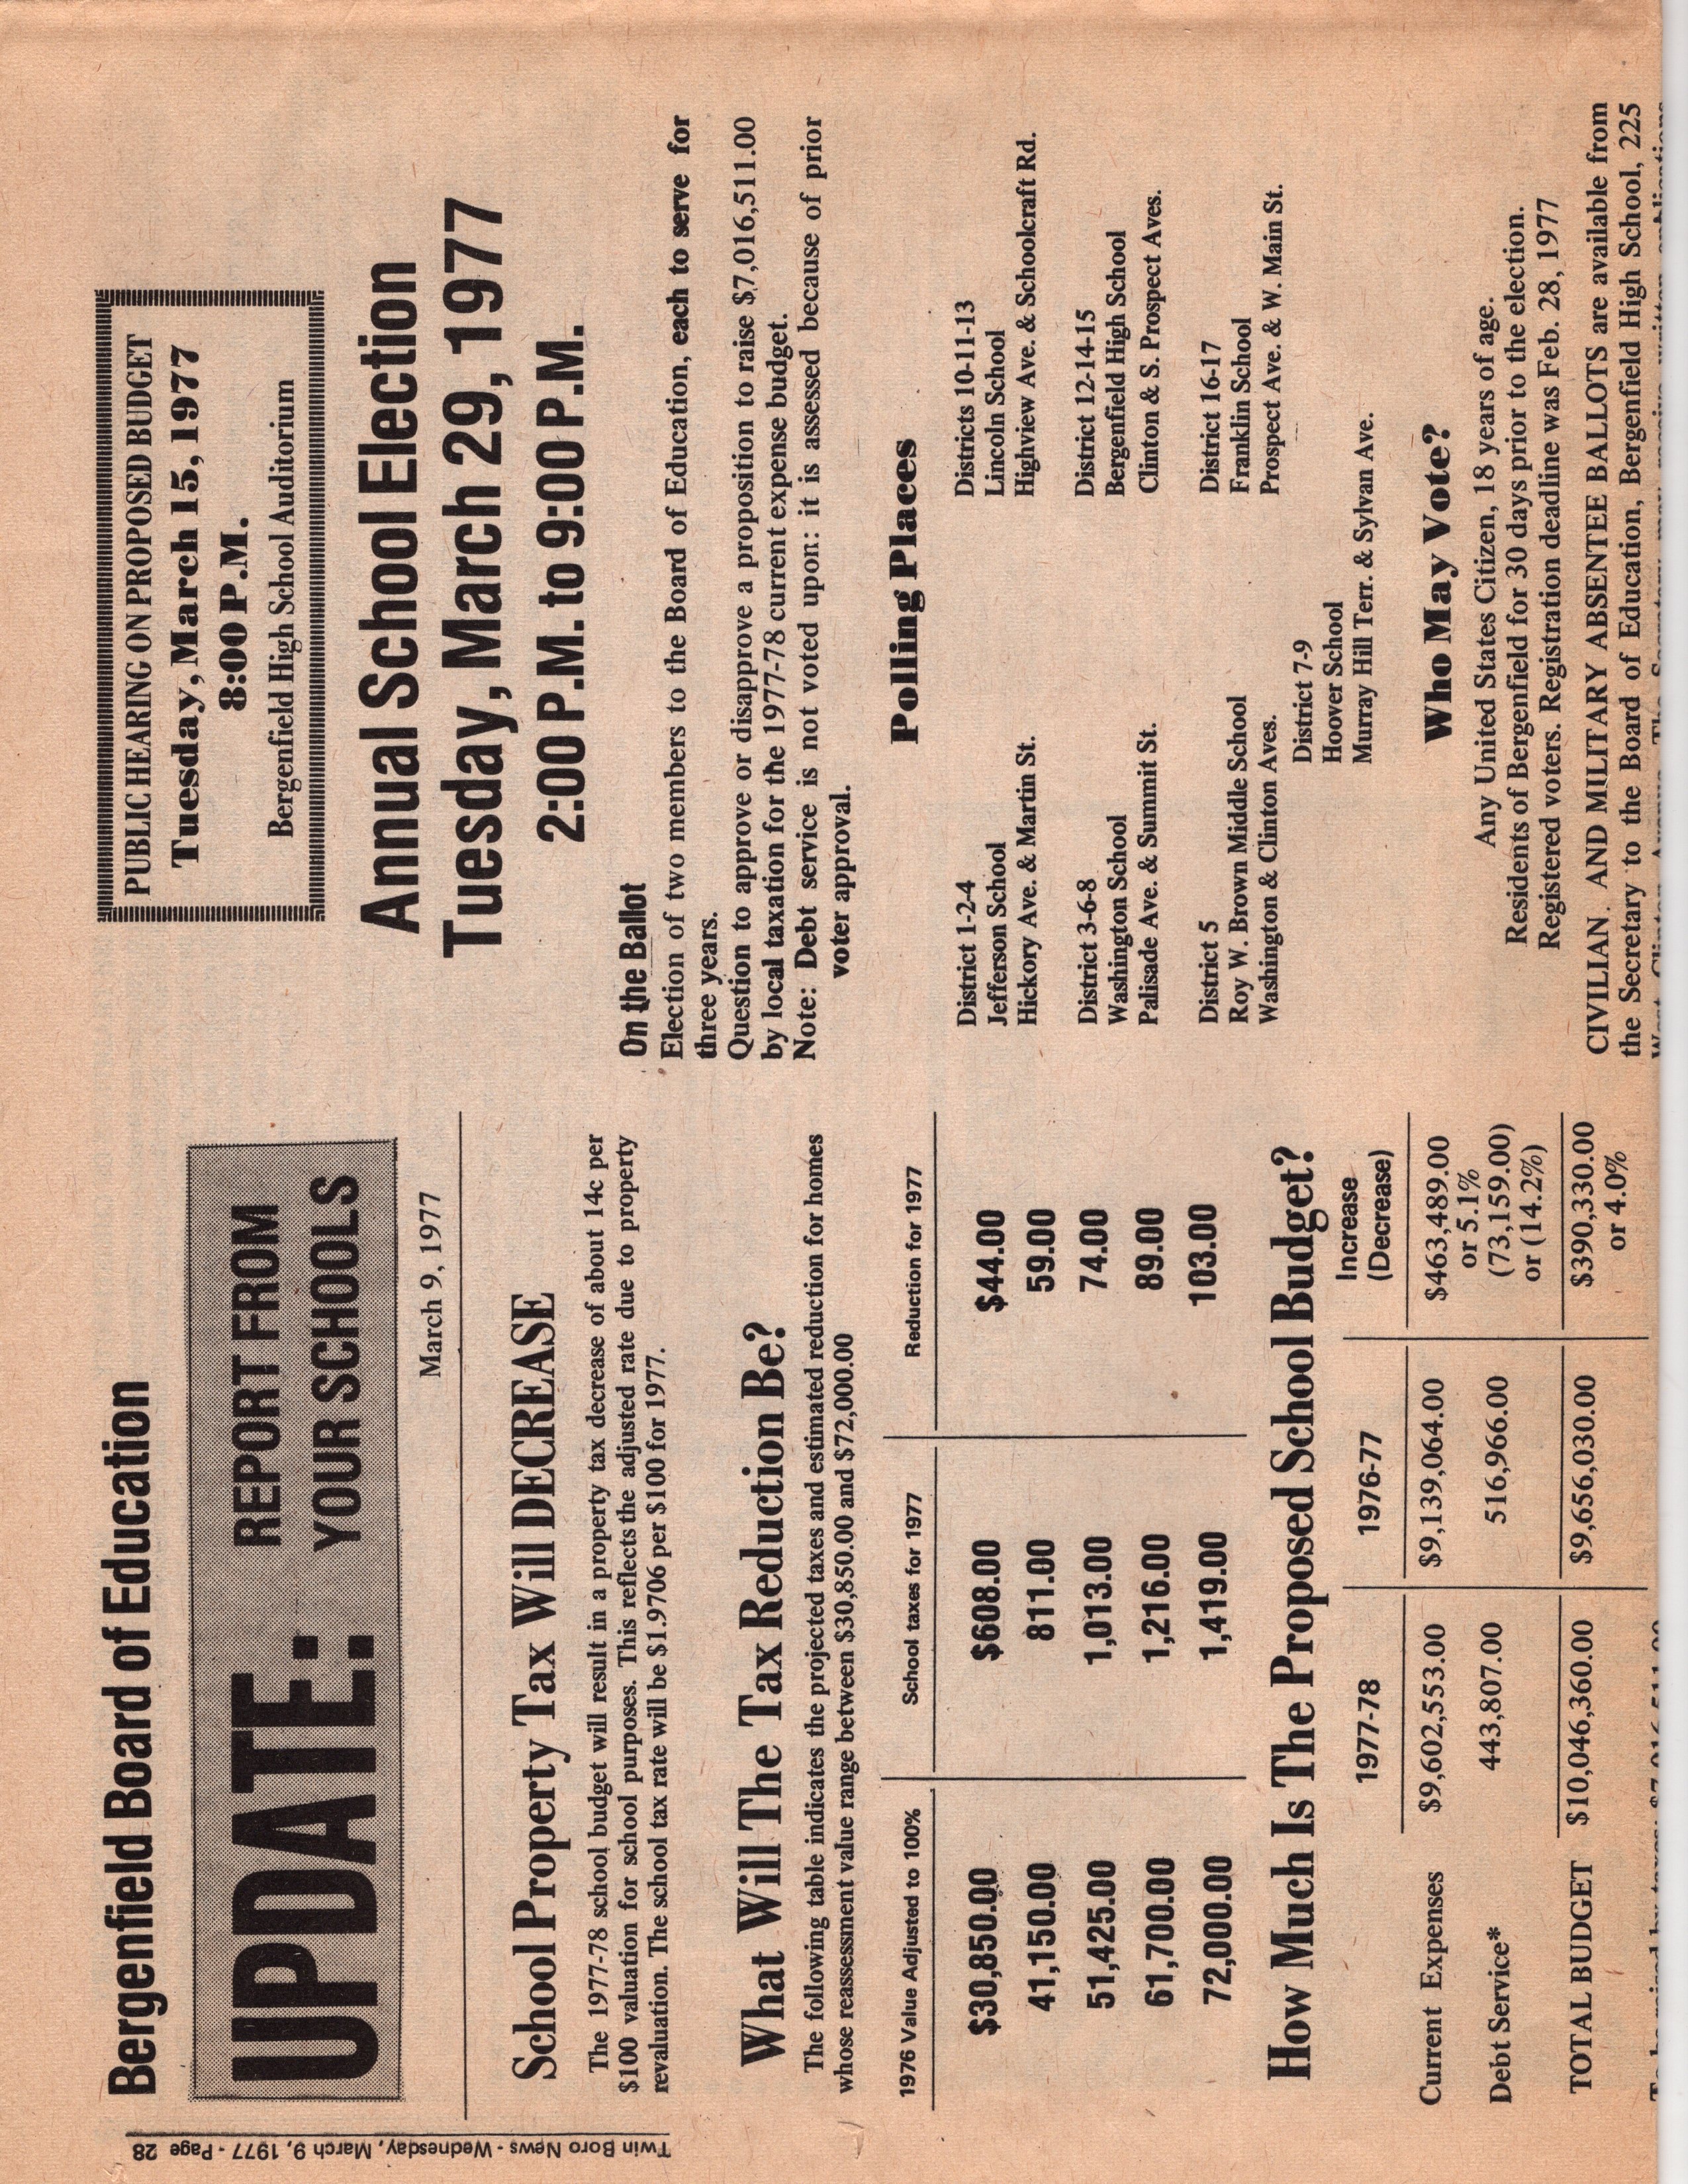 Twin Boro News - Wednesday, March 9, 1977 - Page 28
Bergenfield Board of Education
UPDATE: REPORT FROM
YOUR SCHOOLS
March 9, 1977
School Property Tax Will DECREASE
The 1977-78 school budget will result in a property tax decrease of about 14c per
$100 valuation for school purposes. This reflects the adjusted rate due to property
revaluation. The school tax rate will be $1.9706 per $100 for 1977.
What Will The Tax Reduction Be?
The following table indicates the projected taxes and estimated reduction for homes
whose reassessment value range between $30,850.00 and $72,000.00
1976 Value Adjusted to 100% School taxes for 1977 Reduction for 1977
$30,850.00 $608.00 $44.00
41,150.00 811.00 59.00
51,425.00 1,013.00 74.00
61,700.00 1,216.00 89.00
72,000.00 1,419.00 103.00
How Much Is The Proposed School Budget?
1977-78 1976-77 Increase
(Decrease)
Current Expenses $9,602,553.00 $9,139,064.00 $463,489.00
or 5.1%
Debt Service* 443,807.00 516,966.00 (73,159.00)
or (14.2%)
TOTAL BUDGET $10,046,360.00 $9,656,030.00 $390,330.00
or 4.0%
PUBLIC HEARING ON PROPOSED BUDGET
Tuesday, March 15, 1977
8:00 P.M.
Bergenfield High School Auditorium
Annual School Election
Tuesday, March 29, 1977
2:00 P.M. to 9:00 P.M.
On the Ballot
Election of two members to the Board of Education, each to serve for
three years.
Question to approve or disapprove a proposition to raise $7,016,511.00
by local taxation for the 1977-78 current expense budget.
Note: Debt service is not voted upon: it is assessed because of prior
voter approval.
Polling Places
District 1-2-4
Jefferson School
Hickory Ave. & Martin St.
District 3-6-8
Washington School
Palisade Ave. & Summit St.
District 5
Roy W. Brown Middle School
Washington & Clinton Aves.
Districts 10-11-13
Lincoln School
Highview Ave. & Schoolcraft Rd.
District 12-14-15
Bergenfield High School
Clinton & S. Prospect Aves.
District 16-17
Franklin School
Prospect Ave. & W. Main St.
District 7-9
Hoover School
Murray Hill Terr. & Sylvan Ave.
Who May Vote?
Any United States Citizen, 18 years of age.
Residents of Bergenfield for 30 days prior to the election.
Registered voters. Registration deadline was Feb. 28, 1977
CIVILIAN AND MILITARY ABSENTEE BALLOTS are available from
the Secretary to the Board of Education, Bergenfield High School, 225